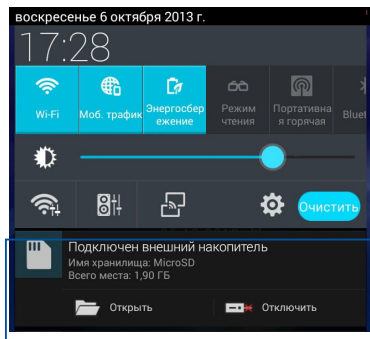 воскресенье 6 октября 2013 г.
17:28
Wi-Fi
Моб. трафик
Энергосбер
ежение
Режим
чтения
Портативна
я горячая
Bluet
Очистить
Подключен внешний накопитель
Имя хранилища: MicroSD
Всего места: 1,90 ГБ
Открыть
Отключить